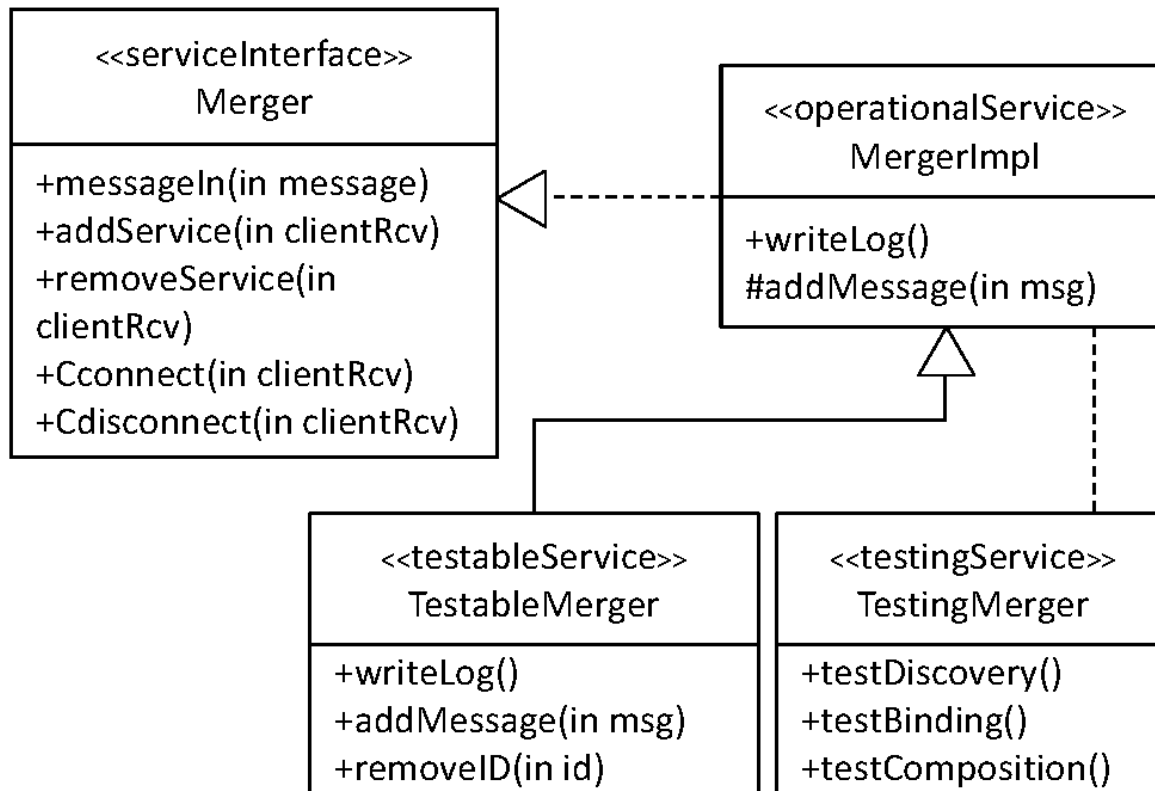 <<serviceInterface>>
Merger
+messageIn(in message)
+addService(in clientRcv)
+removeService(in
clientRcv)
+Cconnect(in clientRcv)
+Cdisconnect(in clientRcv)
<<operationalService>>
MergerImpl
+writeLog()
#addMessage(in msg)
<<testableService>>
TestableMerger
+writeLog()
+addMessage(in msg)
+removeID(in id)
<<testingService>>
TestingMerger
+testDiscovery()
+testBinding()
+testComposition()